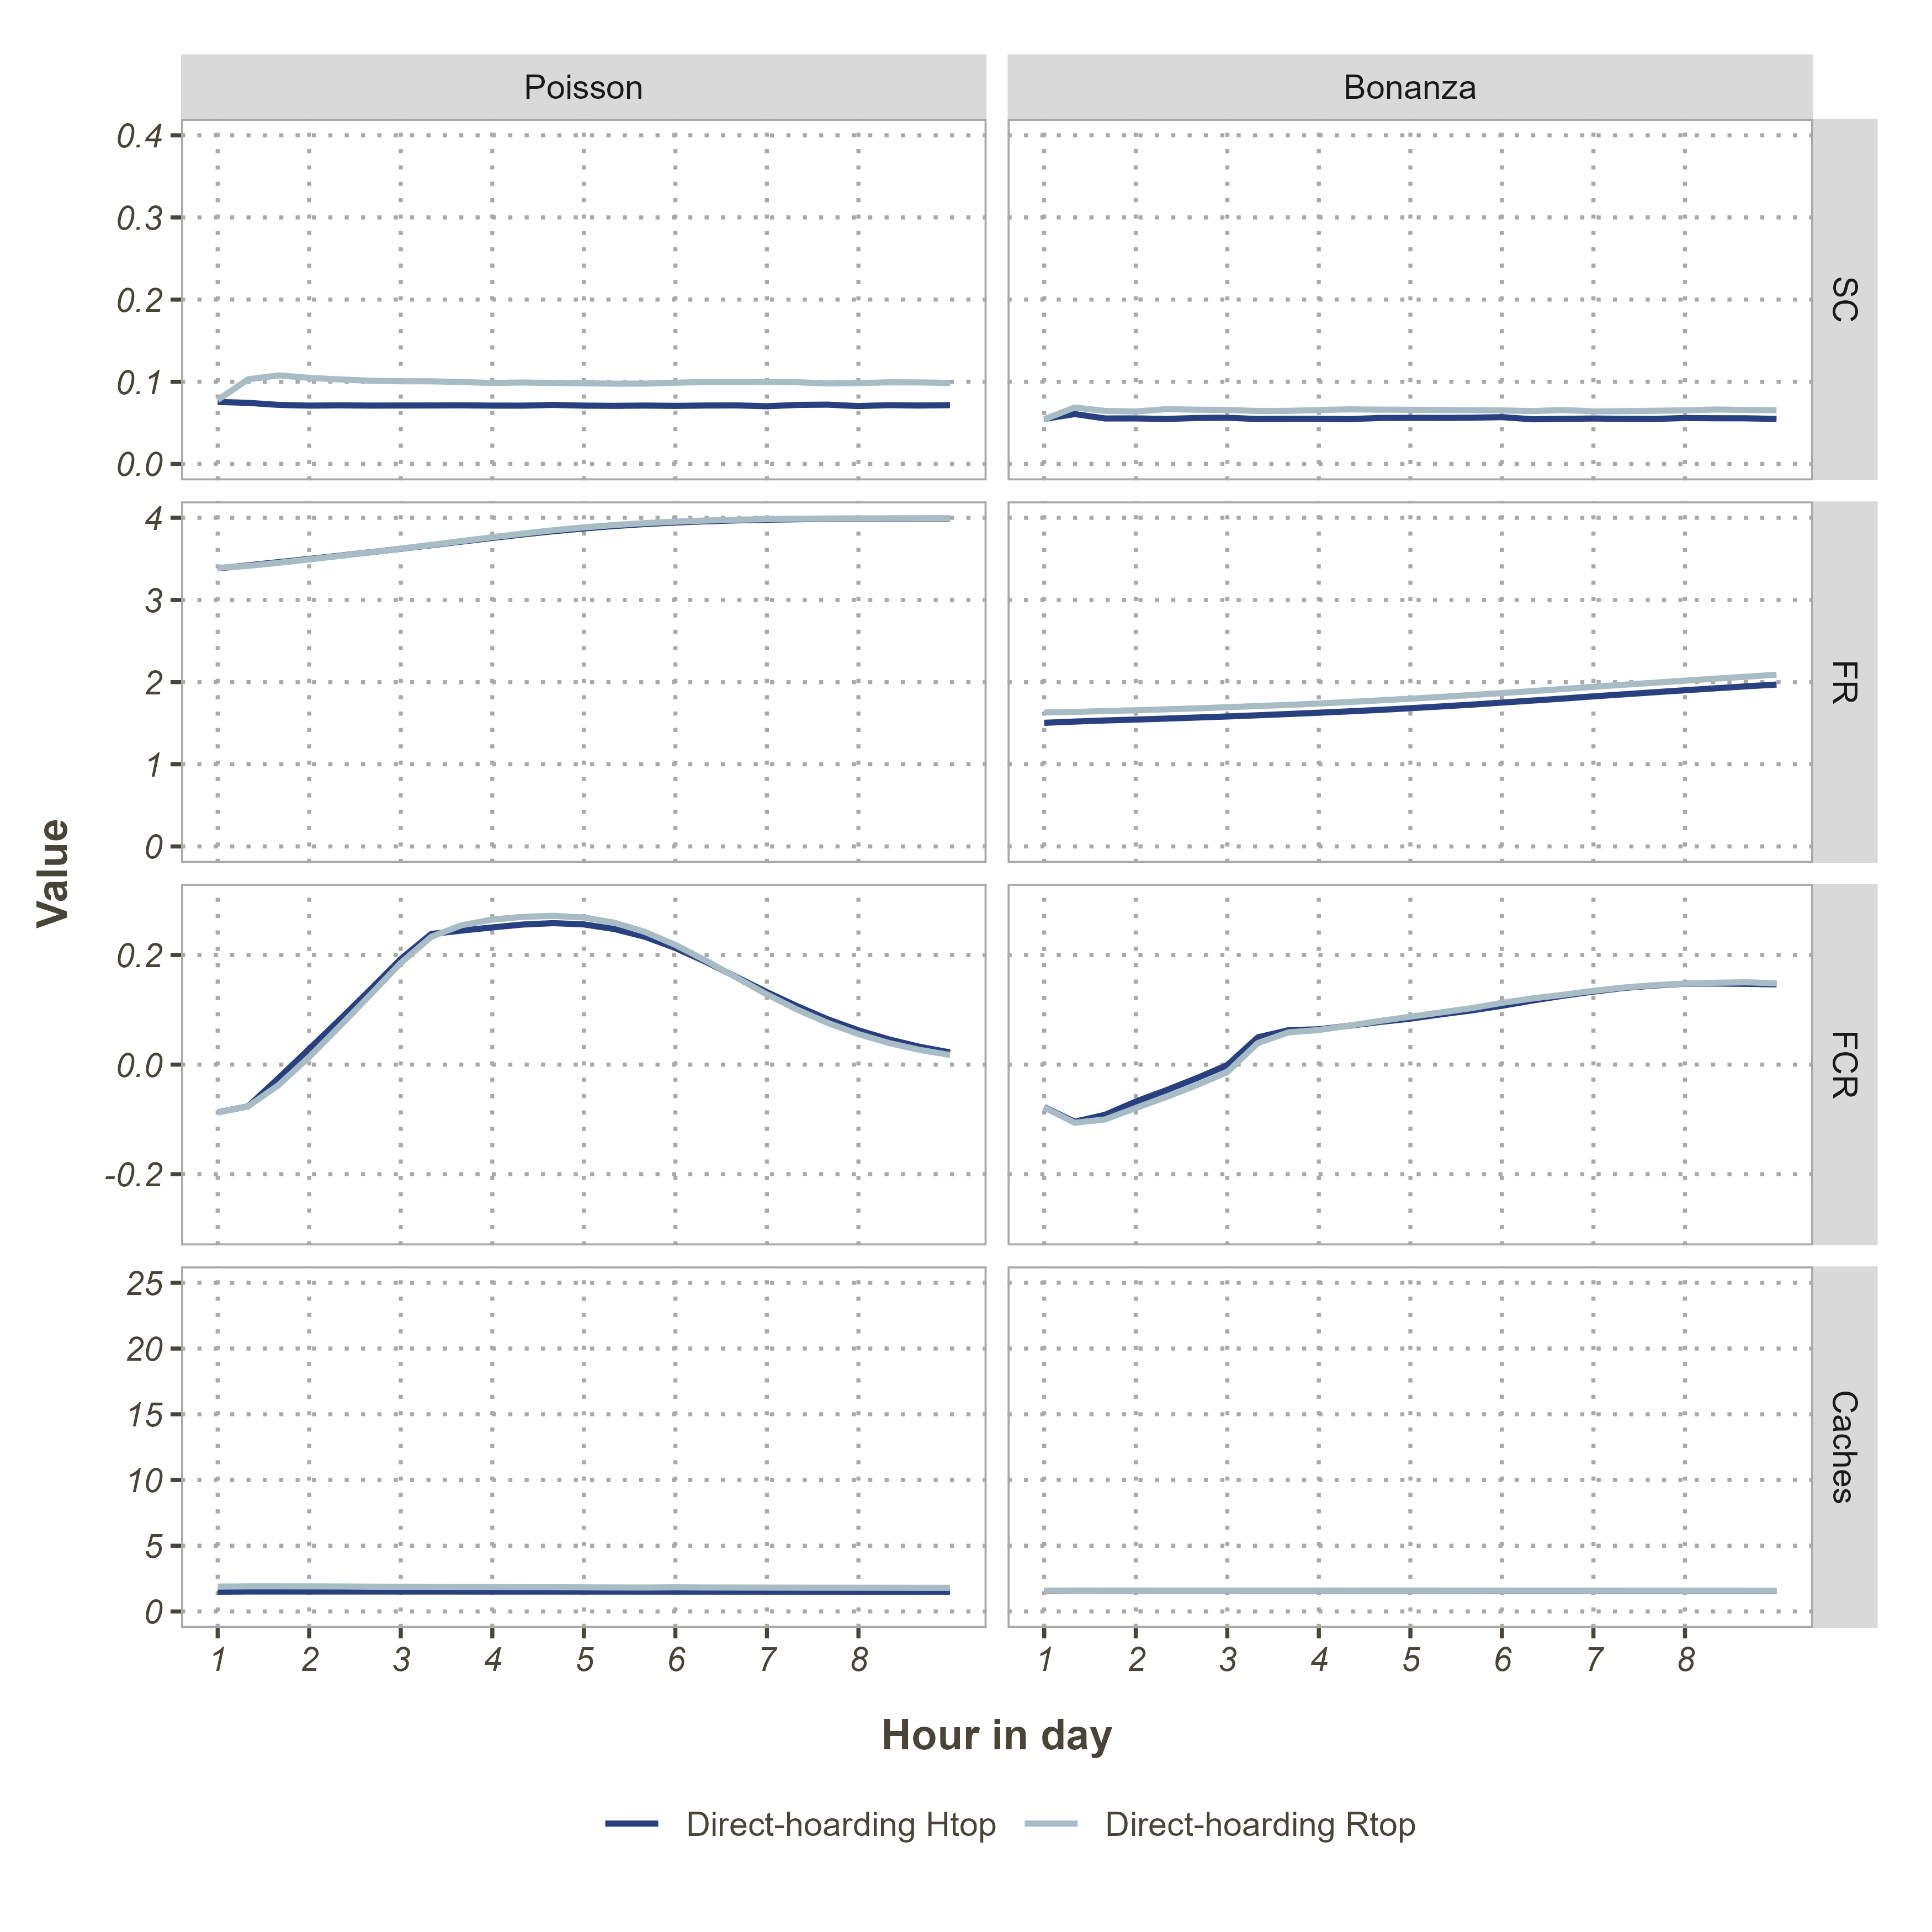 Poisson
Bonanza
0.4
0.3
0.2
0.1
0.0
SC
4
3
2
1
0
FR
Value
0.2
0.0
-0.2
FCR
25
20
15
10
5
0
Caches
1 2 3 4 5 6 7 8
1 2 3 4 5 6 7 8
Hour in day
Direct-hoarding Htop
Direct-hoarding Rtop